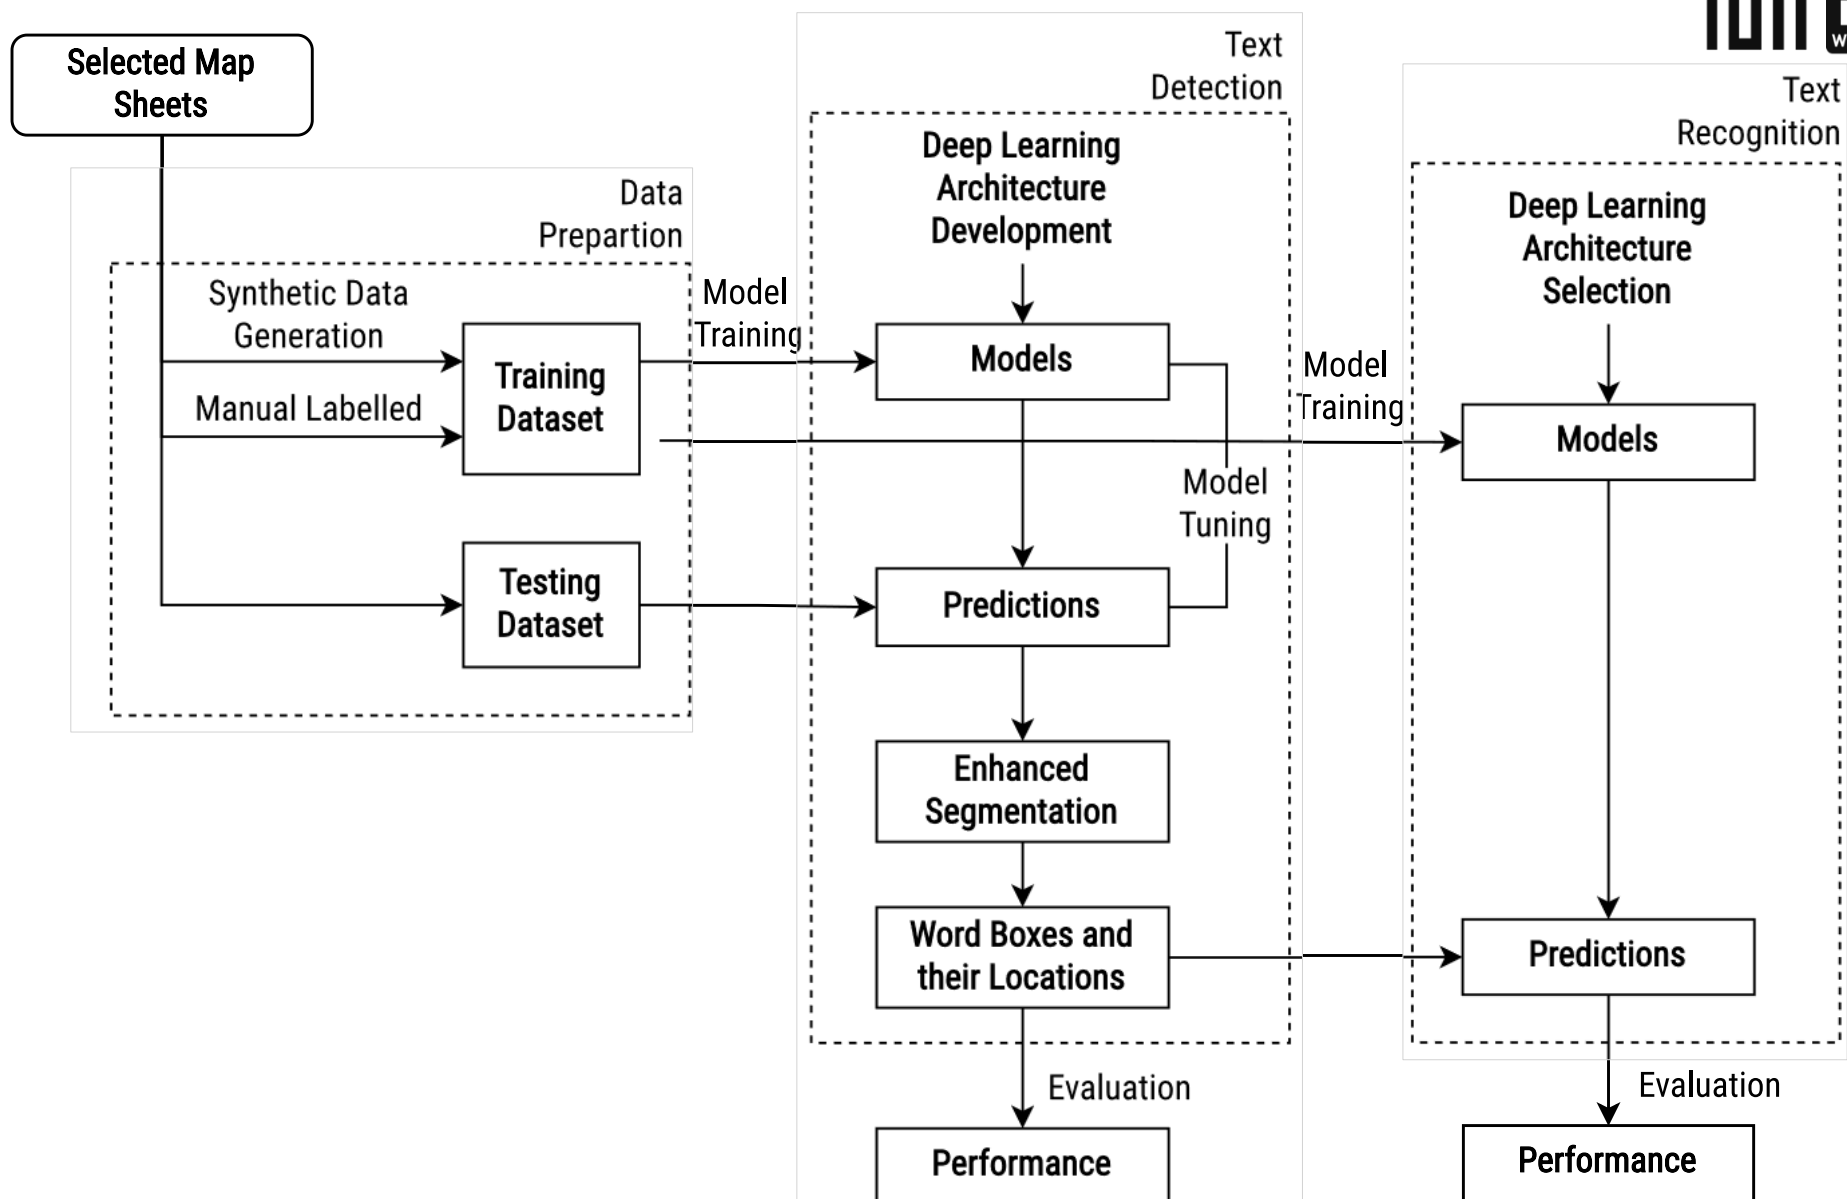 Selected Map
Sheets
Data
Prepartion
Synthetic Data
Generation
Manual Labelled
Training
Dataset
Testing
Dataset
Model
Training
Text
Detection
Deep Learning
Architecture
Development
Models
Model
Tuning
Predictions
Enhanced
Segmentation
Word Boxes and
their Locations
Evaluation
Performance
Model
Training
Text
Recognition
Deep Learning
Architecture
Selection
Models
Predictions
Evaluation
Performance